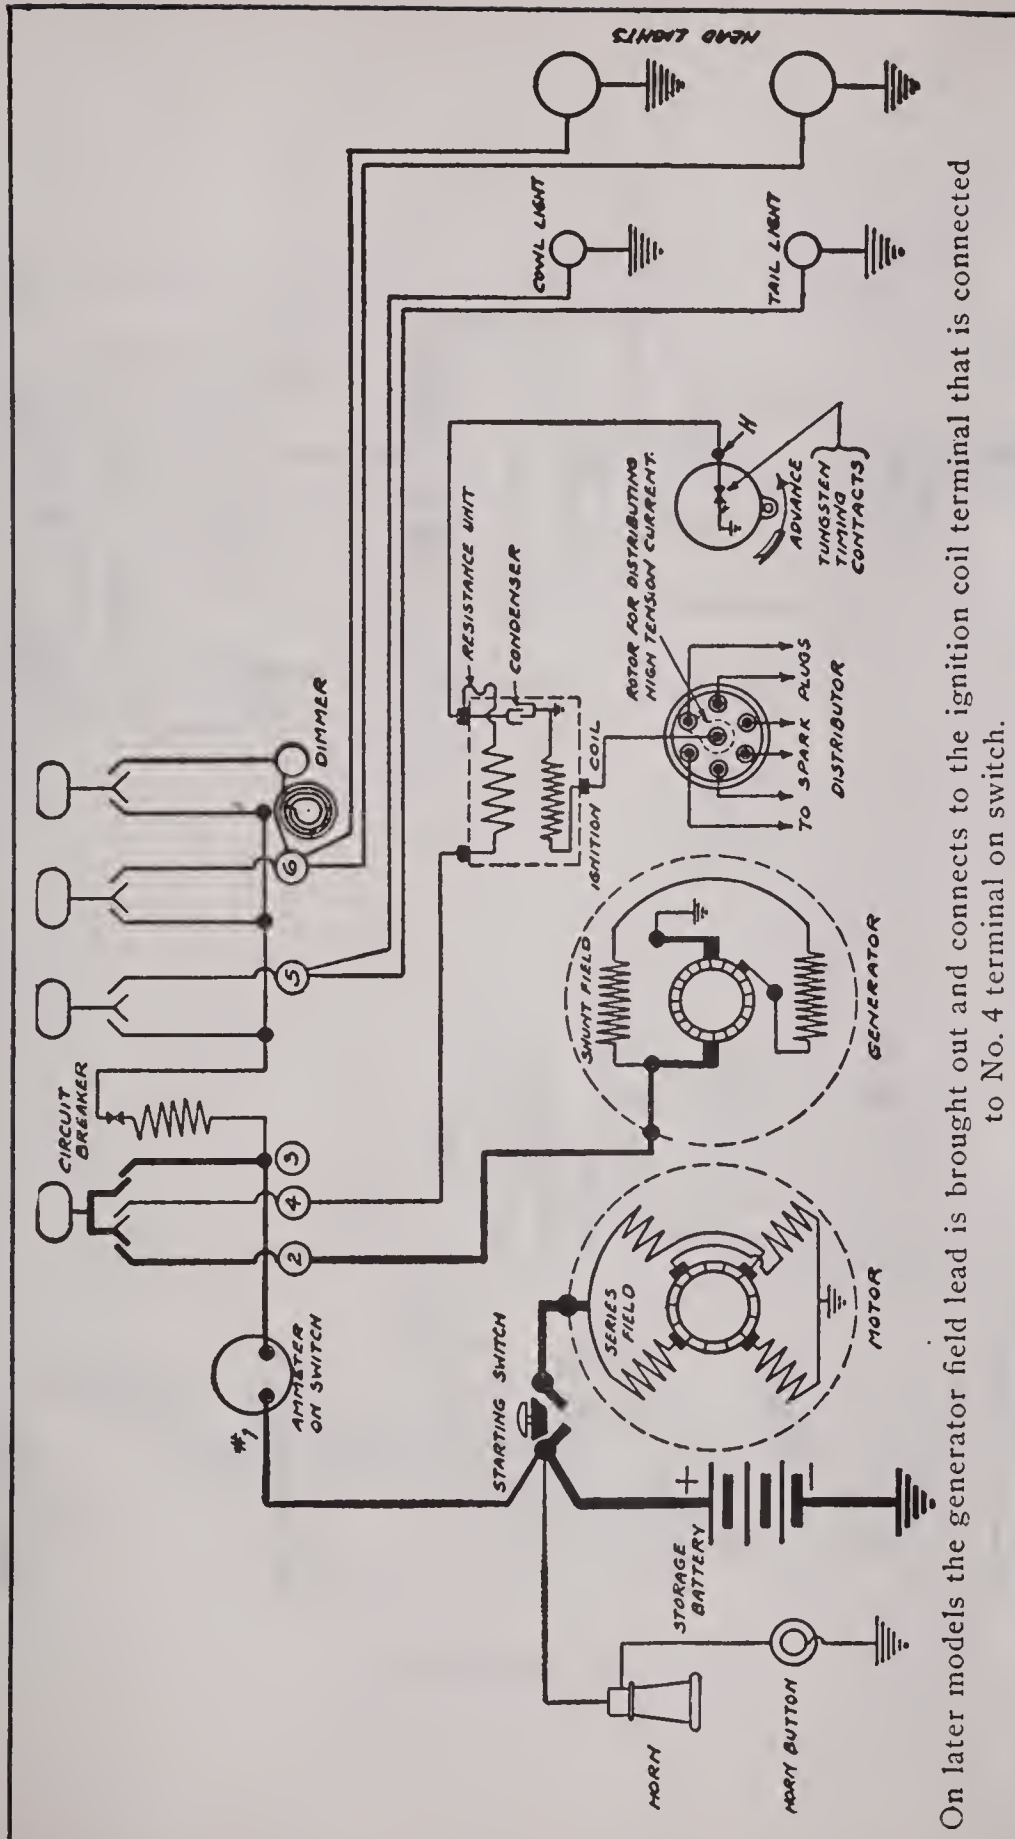 HEAD LIGHTS
COWL LIGHT
TAIL LIGHT
DIMMER
RESISTANCE UNIT
CONDENSER
IGNITION COIL
ROTOR FOR DISTRIBUTING
HIGH TENSION CURRENT.
H
ADVANCE
TUNGSTEN
TIMING
CONTACTS
TO SPARK PLUGS
DISTRIBUTOR
CIRCUIT
BREAKER
6
5
3
4
2
SHUNT FIELD
GENERATOR
#1
AMMETER
ON SWITCH
STARTING SWITCH
SERIES
FIELD
MOTOR
+
-
STORAGE
BATTERY
HORN
HORN BUTTON
On later models the generator field lead is brought out and connects to the ignition coil terminal that is connected
to No. 4 terminal on switch.